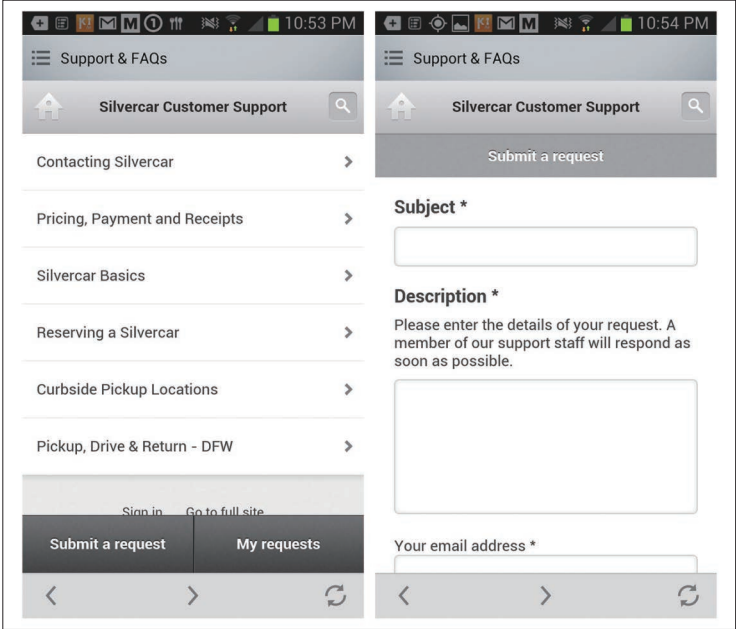 10:53 PM
Support & FAQs
Silvercar Customer Support
Contacting Silvercar
Pricing, Payment and Receipts
Silvercar Basics
Reserving a Silvercar
Curbside Pickup Locations
Pickup, Drive & Return - DFW
Sign in Go to full site
Submit a request My requests
10:54 PM
Support & FAQs
Silvercar Customer Support
Submit a request
Subject *
Description *
Please enter the details of your request. A
member of our support staff will respond as
soon as possible.
Your email address *